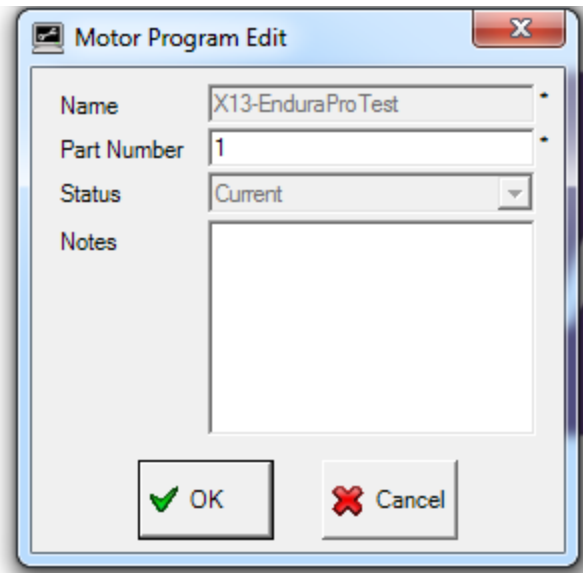 Motor Program Edit
Name X13-EnduraProTest *
Part Number 1 *
Status Current
Notes
OK Cancel